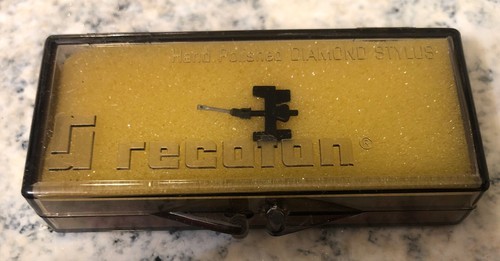 Hand Polished DIAMOND STYLUS
recoton®